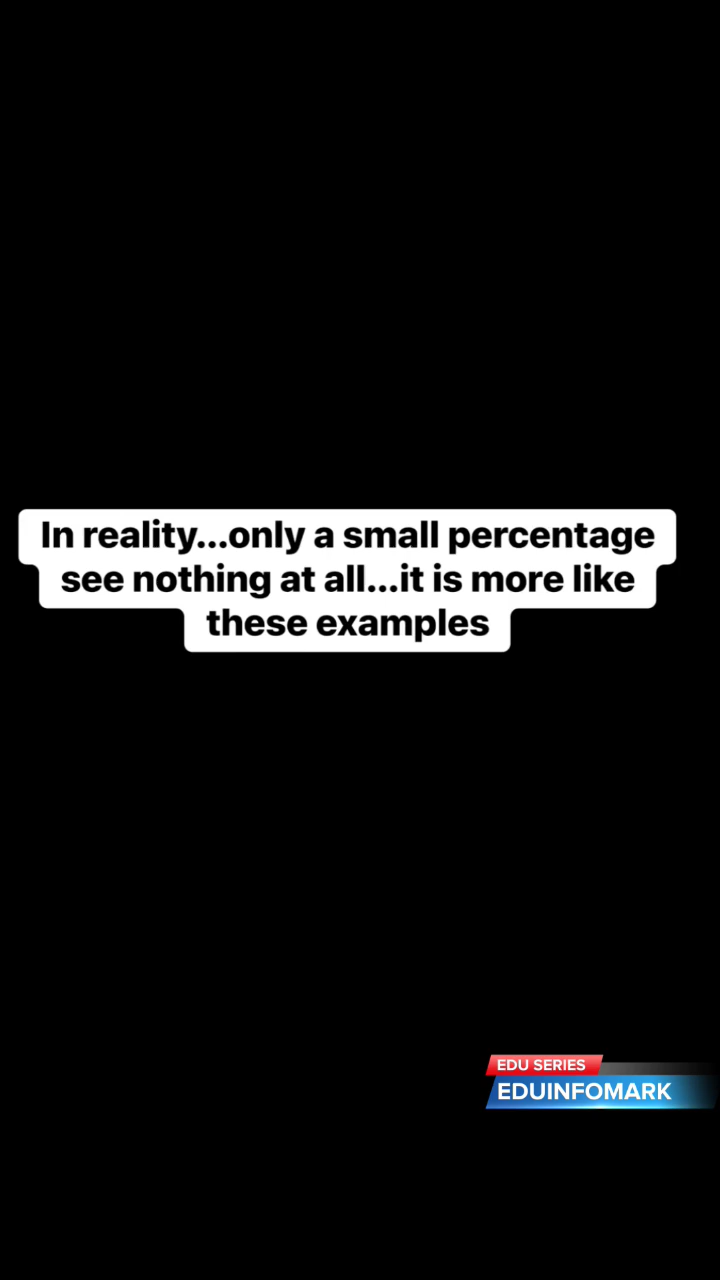 In reality...only a small percentage
see nothing at all...it is more like
these examples
EDU SERIES
EDUINFOMARK